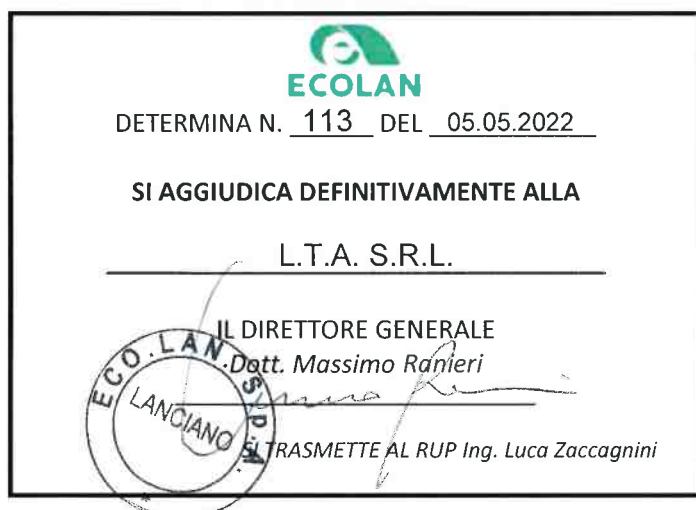 ECOLAN
DETERMINA N. 113 DEL 05.05.2022
SI AGGIUDICA DEFINITIVAMENTE ALLA
L.T.A. S.R.L.
IL DIRETTORE GENERALE
Dott. Massimo Ranieri
ECO.LAN. S.p.A.
LANCIANO
SI TRASMETTE AL RUP Ing. Luca Zaccagnini